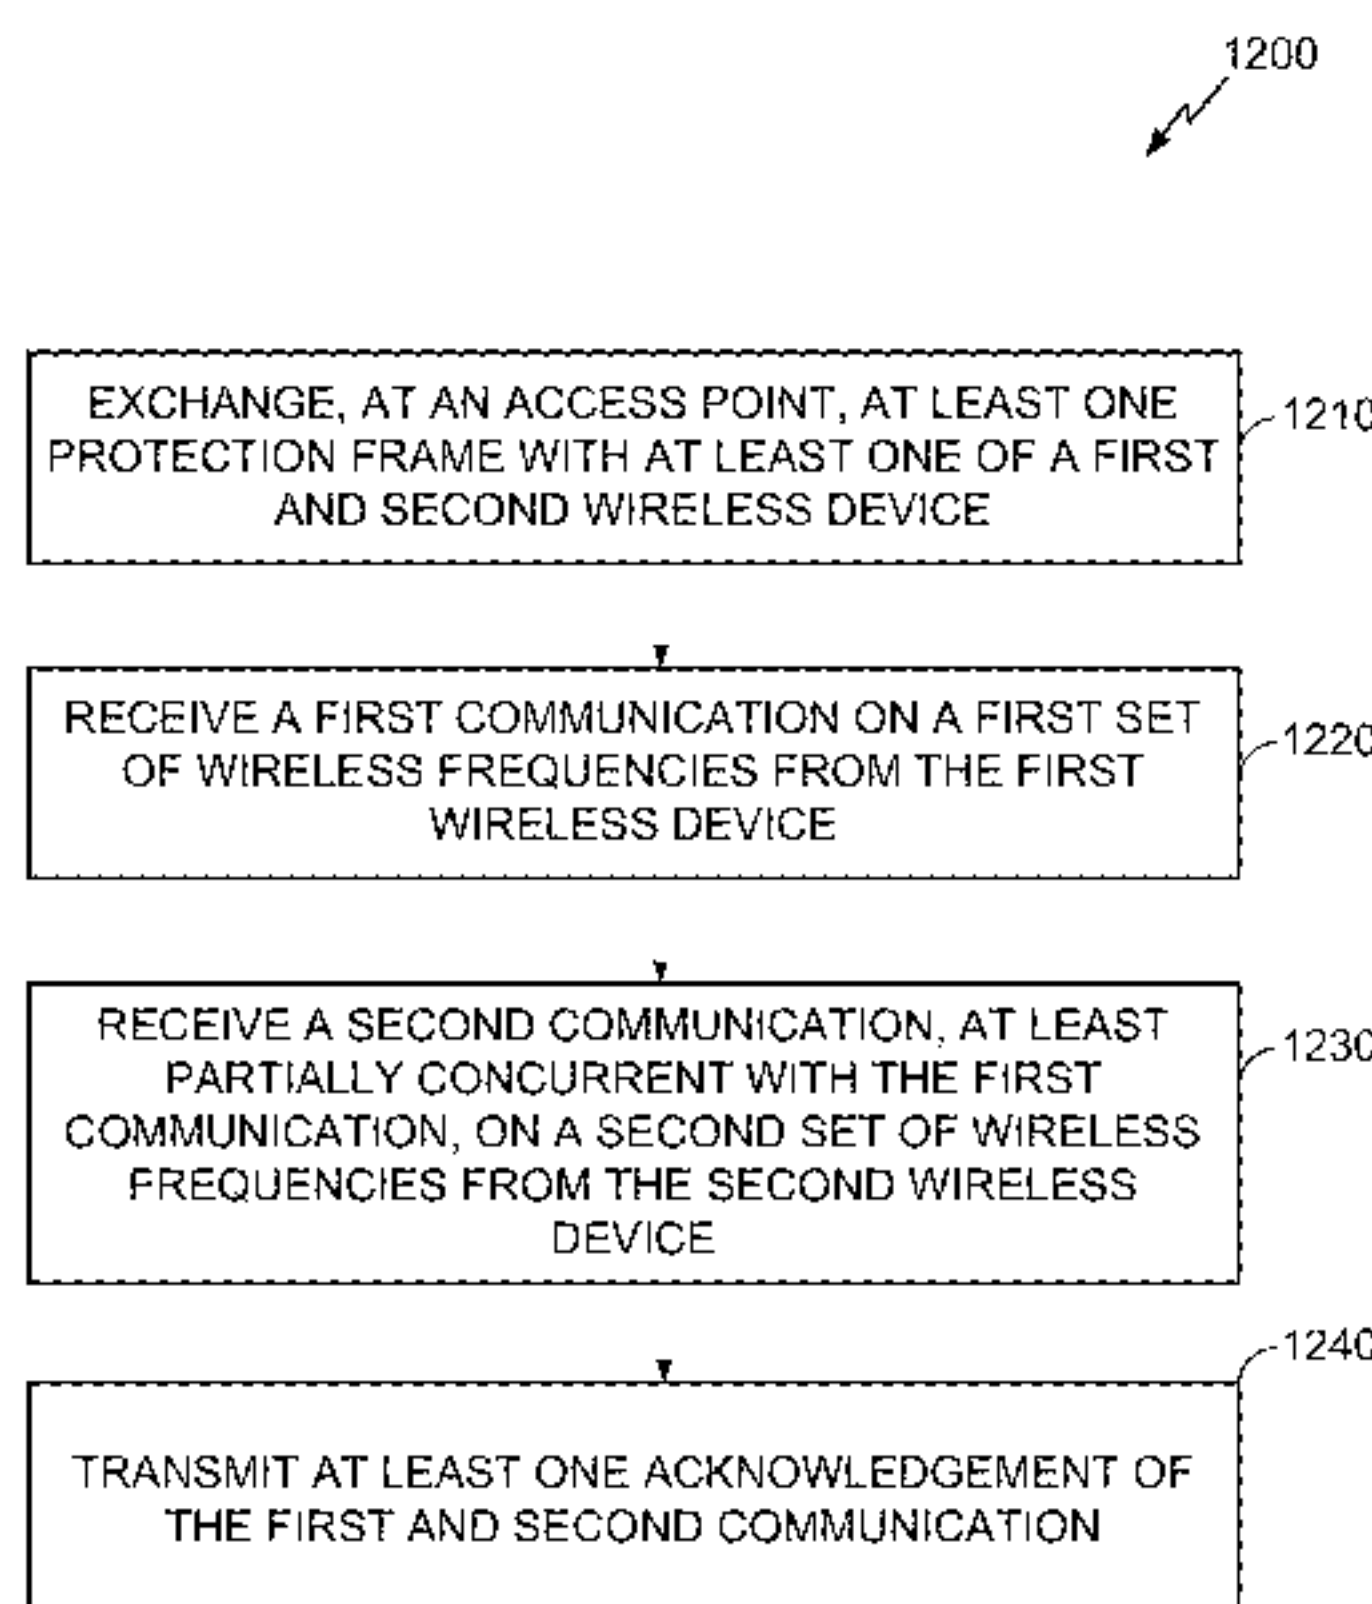 1200
EXCHANGE, AT AN ACCESS POINT, AT LEAST ONE
PROTECTION FRAME WITH AT LEAST ONE OF A FIRST
AND SECOND WIRELESS DEVICE
1210
RECEIVE A FIRST COMMUNICATION ON A FIRST SET
OF WIRELESS FREQUENCIES FROM THE FIRST
WIRELESS DEVICE
1220
RECEIVE A SECOND COMMUNICATION, AT LEAST
PARTIALLY CONCURRENT WITH THE FIRST
COMMUNICATION, ON A SECOND SET OF WIRELESS
FREQUENCIES FROM THE SECOND WIRELESS
DEVICE
1230
TRANSMIT AT LEAST ONE ACKNOWLEDGEMENT OF
THE FIRST AND SECOND COMMUNICATION
1240